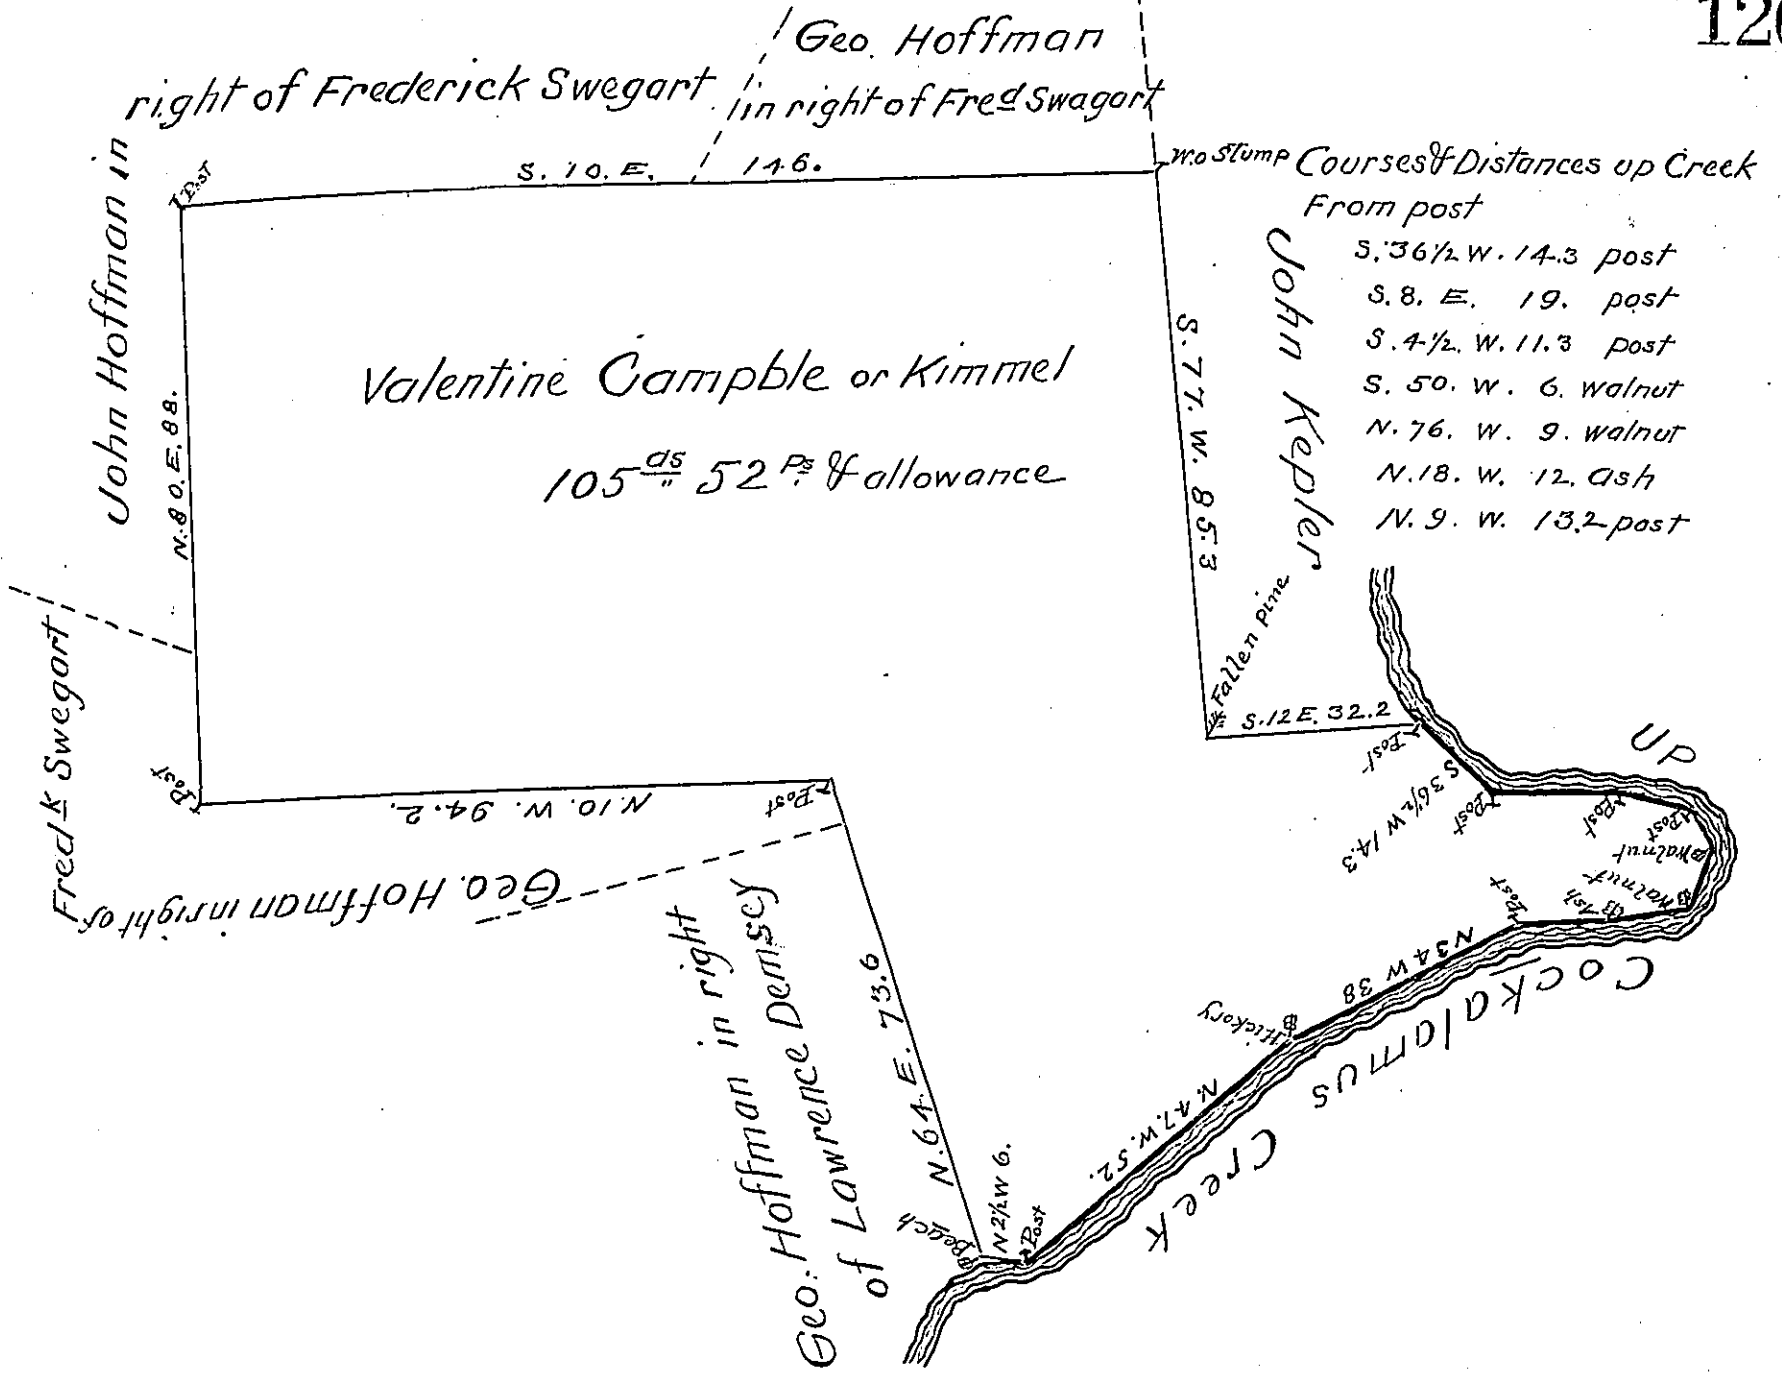 120
Geo. Hoffman
in right of Fred Swagart
right of Frederick Swegart
John Hoffman in
Post
S. 10. E. 146.
W.O Stump
Courses & Distances up Creek
From post
S. 36½ W. 14.3 post
S. 8. E. 19. post
S. 4½. W. 11.3 post
S. 50. W. 6. walnut
N. 76. W. 9. walnut
N. 18. W. 12. ash
N. 9. W. 13.2 post
John Kepler
S. 77. W. 85.3
Valentine Campble or Kimmel
105 as 52 Ps & allowance
N. 80. E. 88.
Fredk Swegart
Post
N. 10. W. 94.2.
Post
Geo. Hoffman in right of
Fallen pine
S. 12 E. 32.2
Post
S 36½ W 14.3
Post
Post
Post
Walnut
Walnut
Ash
Post
UP
Cockalamus
Creek
N 34 W 38
Hickory
N. 47. W. 52.
Post
N 2½ W 6.
Beach
N. 64. E. 73.6
Geo. Hoffman in right
of Lawrence Demscy